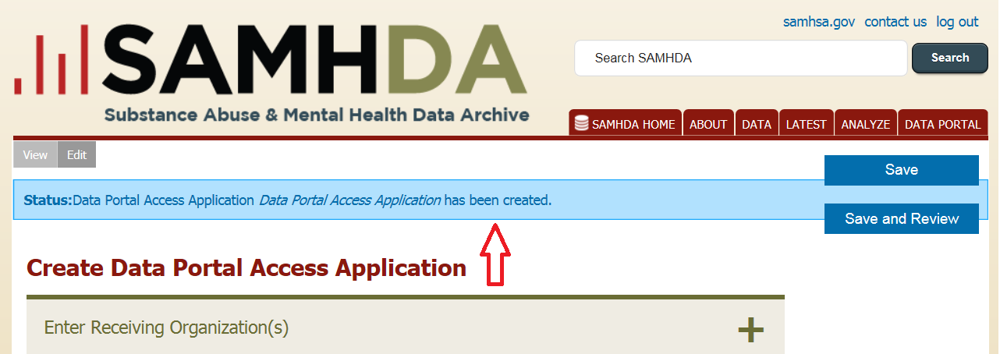 samhsa.gov contact us log out
SAMHDA
Search SAMHDA
Search
Substance Abuse & Mental Health Data Archive
SAMHDA HOME ABOUT DATA LATEST ANALYZE DATA PORTAL
View Edit
Save
Status:Data Portal Access Application Data Portal Access Application has been created.
Save and Review
Create Data Portal Access Application
Enter Receiving Organization(s) +